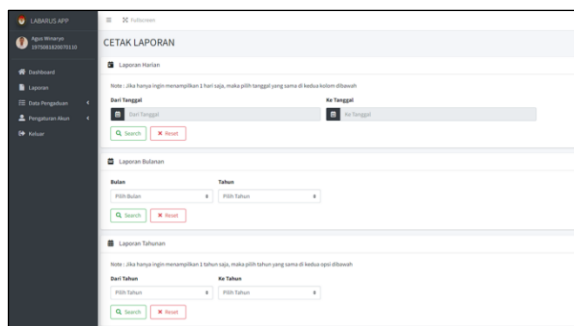 LABARUS APP
Fullscreen
Agus Winaryo
1975081820070110
CETAK LAPORAN
Dashboard
Laporan
Data Pengaduan
Pengaturan Akun
Keluar
Laporan Harian
Note : Jika hanya ingin menampilkan 1 hari saja, maka pilih tanggal yang sama di kedua kolom dibawah
Dari Tanggal Ke Tanggal
Dari Tanggal Ke Tanggal
Search Reset
Laporan Bulanan
Bulan Tahun
Pilih Bulan Pilih Tahun
Search Reset
Laporan Tahunan
Note : Jika hanya ingin menampilkan 1 tahun saja, maka pilih tahun yang sama di kedua opsi dibawah
Dari Tahun Ke Tahun
Pilih Tahun Pilih Tahun
Search Reset